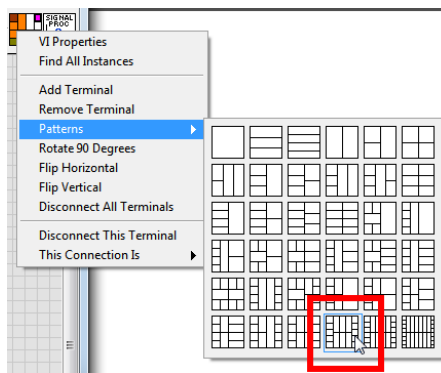 SIGNAL
PROC
VI Properties
Find All Instances
Add Terminal
Remove Terminal
Patterns
Rotate 90 Degrees
Flip Horizontal
Flip Vertical
Disconnect All Terminals
Disconnect This Terminal
This Connection Is